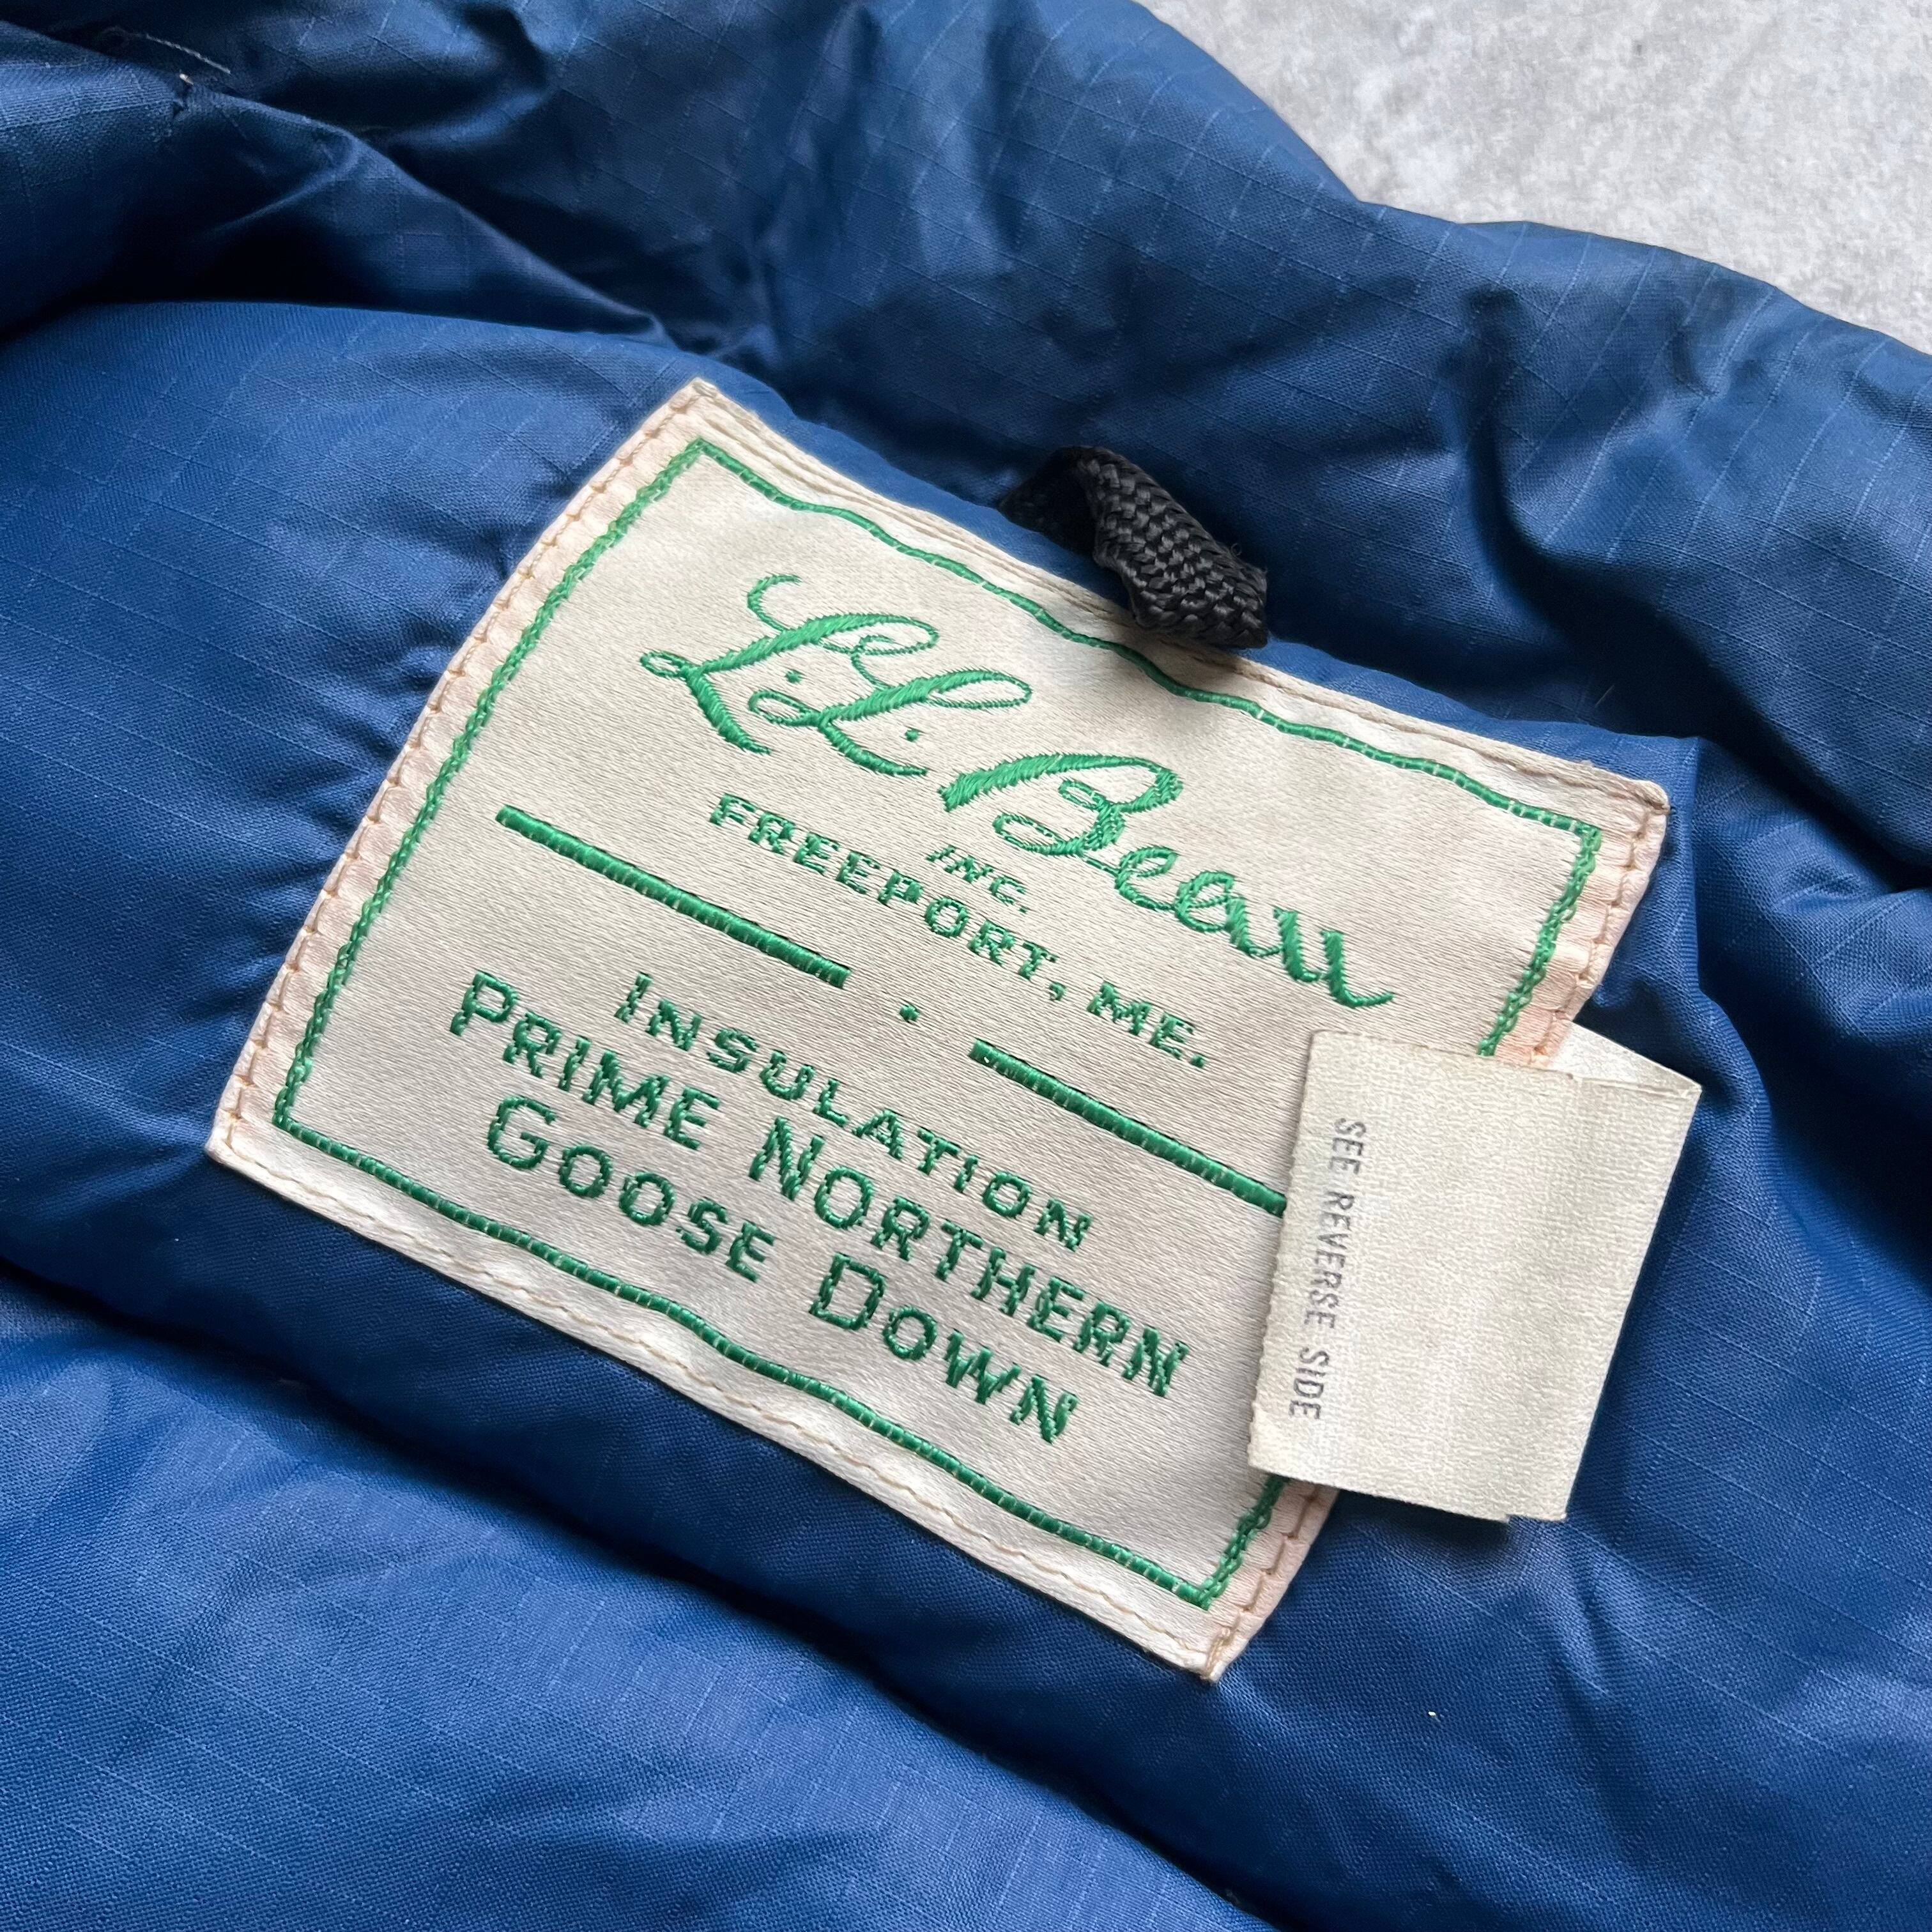 L.L.Bean
INC.
FREEPORT, ME.
INSULATION
PRIME NORTHERN
GOOSE DOWN
SEE REVERSE SIDE